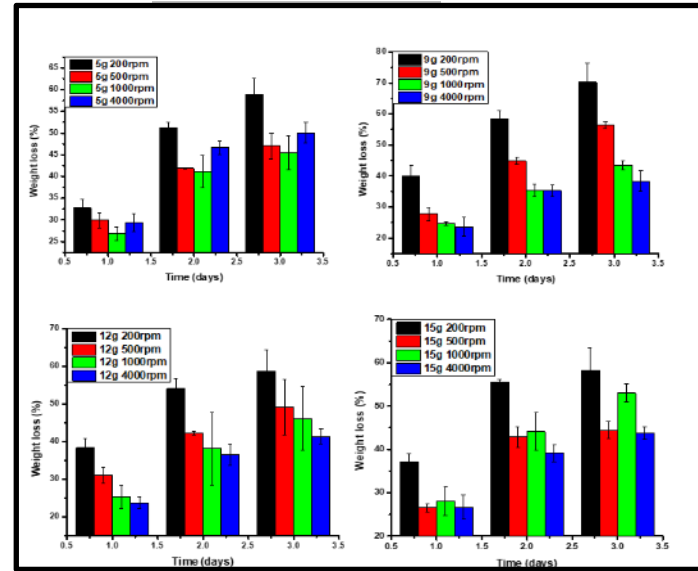 5g 200rpm
5g 500rpm
5g 1000rpm
5g 4000rpm
Weight loss (%)
65
60
55
50
45
40
35
30
25
0.5 1.0 1.5 2.0 2.5 3.0 3.5
Time (days)
9g 200rpm
9g 500rpm
9g 1000rpm
9g 4000rpm
Weight loss (%)
80
70
60
50
40
30
20
0.5 1.0 1.5 2.0 2.5 3.0 3.5
Time (days)
12g 200rpm
12g 500rpm
12g 1000rpm
12g 4000rpm
Weight loss (%)
70
60
50
40
30
20
0.5 1.0 1.5 2.0 2.5 3.0 3.5
Time (days)
15g 200rpm
15g 500rpm
15g 1000rpm
15g 4000rpm
Weight loss (%)
70
60
50
40
30
20
0.5 1.0 1.5 2.0 2.5 3.0 3.5
Time (days)